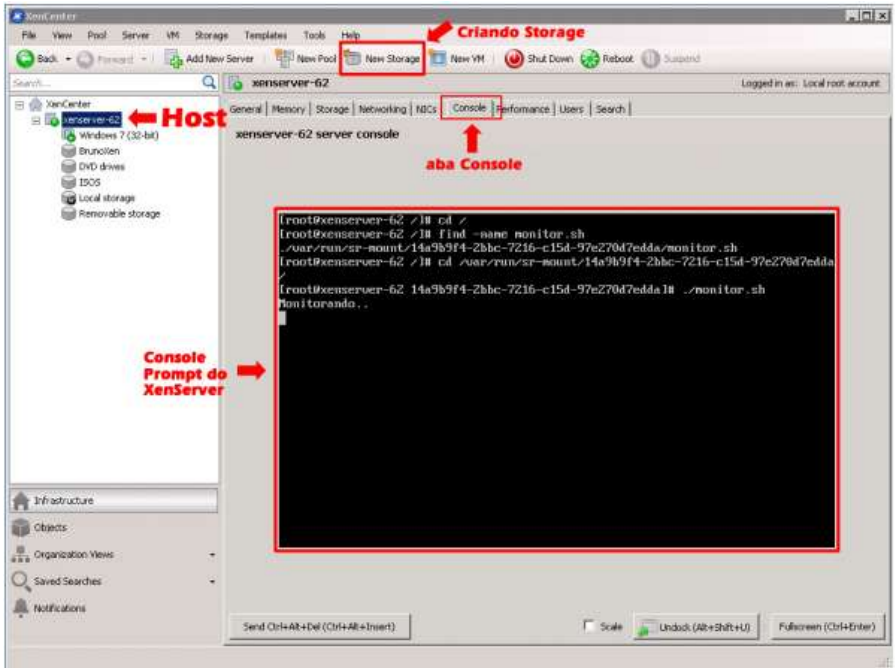 XenCenter
File View Pool Server VM Storage Templates Tools Help
Criando Storage
Back Forward Add New Server New Pool New Storage New VM Shut Down Reboot Suspend
Search...
xenserver-62
Logged in as: Local root account
XenCenter
xenserver-62
Host
Windows 7 (32-bit)
BrunoXen
DVD drives
ISOS
Local storage
Removable storage
General Memory Storage Networking NICs Console Performance Users Search
xenserver-62 server console
aba Console
[root@xenserver-62 /]# cd /
[root@xenserver-62 /]# find -name monitor.sh
./var/run/sr-mount/14a9b9f4-2bbc-7216-c15d-97e270d7edda/monitor.sh
[root@xenserver-62 /]# cd /var/run/sr-mount/14a9b9f4-2bbc-7216-c15d-97e270d7edda
/
[root@xenserver-62 14a9b9f4-2bbc-7216-c15d-97e270d7edda]# ./monitor.sh
Monitorando..
Console
Prompt do
XenServer
Infrastructure
Objects
Organization Views
Saved Searches
Notifications
Send Ctrl+Alt+Del (Ctrl+Alt+Insert)
Scale
Undock (Alt+Shift+U)
Fullscreen (Ctrl+Enter)